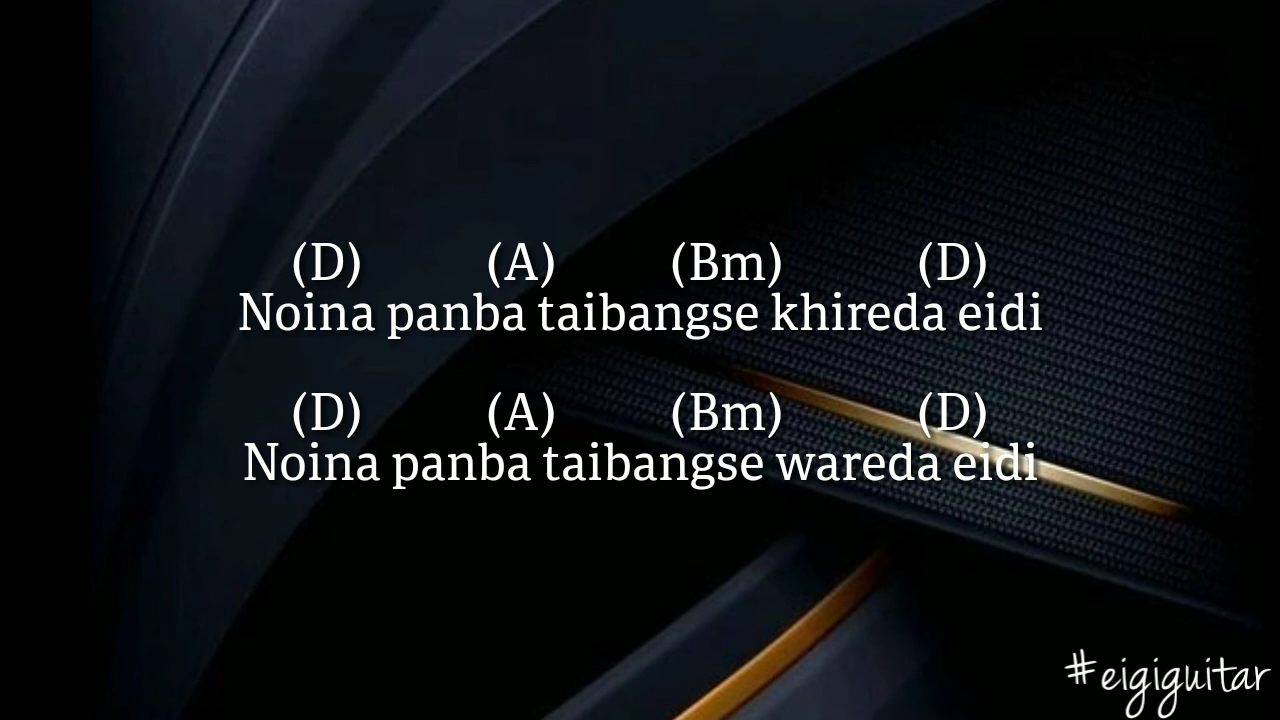 (D) (A) (Bm) (D)
Noina panba taibangse khireda eidi
(D) (A) (Bm) (D)
Noina panba taibangse wareda eidi
#eigiguitar